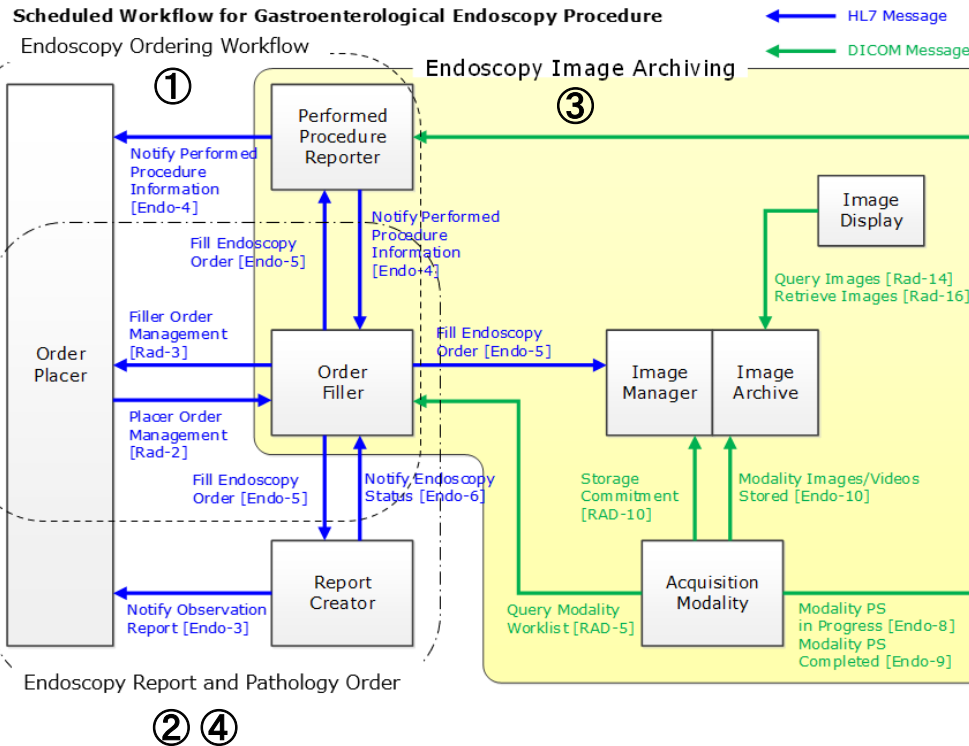 Scheduled Workflow for Gastroenterological Endoscopy Procedure
HL7 Message
DICOM Message
Endoscopy Ordering Workflow
①
Endoscopy Image Archiving
③
Performed
Procedure
Reporter
Notify Performed
Procedure
Information
[Endo-4]
Notify Performed
Procedure
Information
[Endo-4]
Image
Display
Fill Endoscopy
Order [Endo-5]
Query Images [Rad-14]
Retrieve Images [Rad-16]
Filler Order
Management
[Rad-3]
Fill Endoscopy
Order [Endo-5]
Order
Placer
Order
Filler
Image
Manager
Image
Archive
Placer Order
Management
[Rad-2]
Fill Endoscopy
Order [Endo-5]
Notify Endoscopy
Status [Endo-6]
Storage
Commitment
[RAD-10]
Modality Images/Videos
Stored [Endo-10]
Report
Creator
Acquisition
Modality
Notify Observation
Report [Endo-3]
Query Modality
Worklist [RAD-5]
Modality PS
in Progress [Endo-8]
Modality PS
Completed [Endo-9]
Endoscopy Report and Pathology Order
② ④